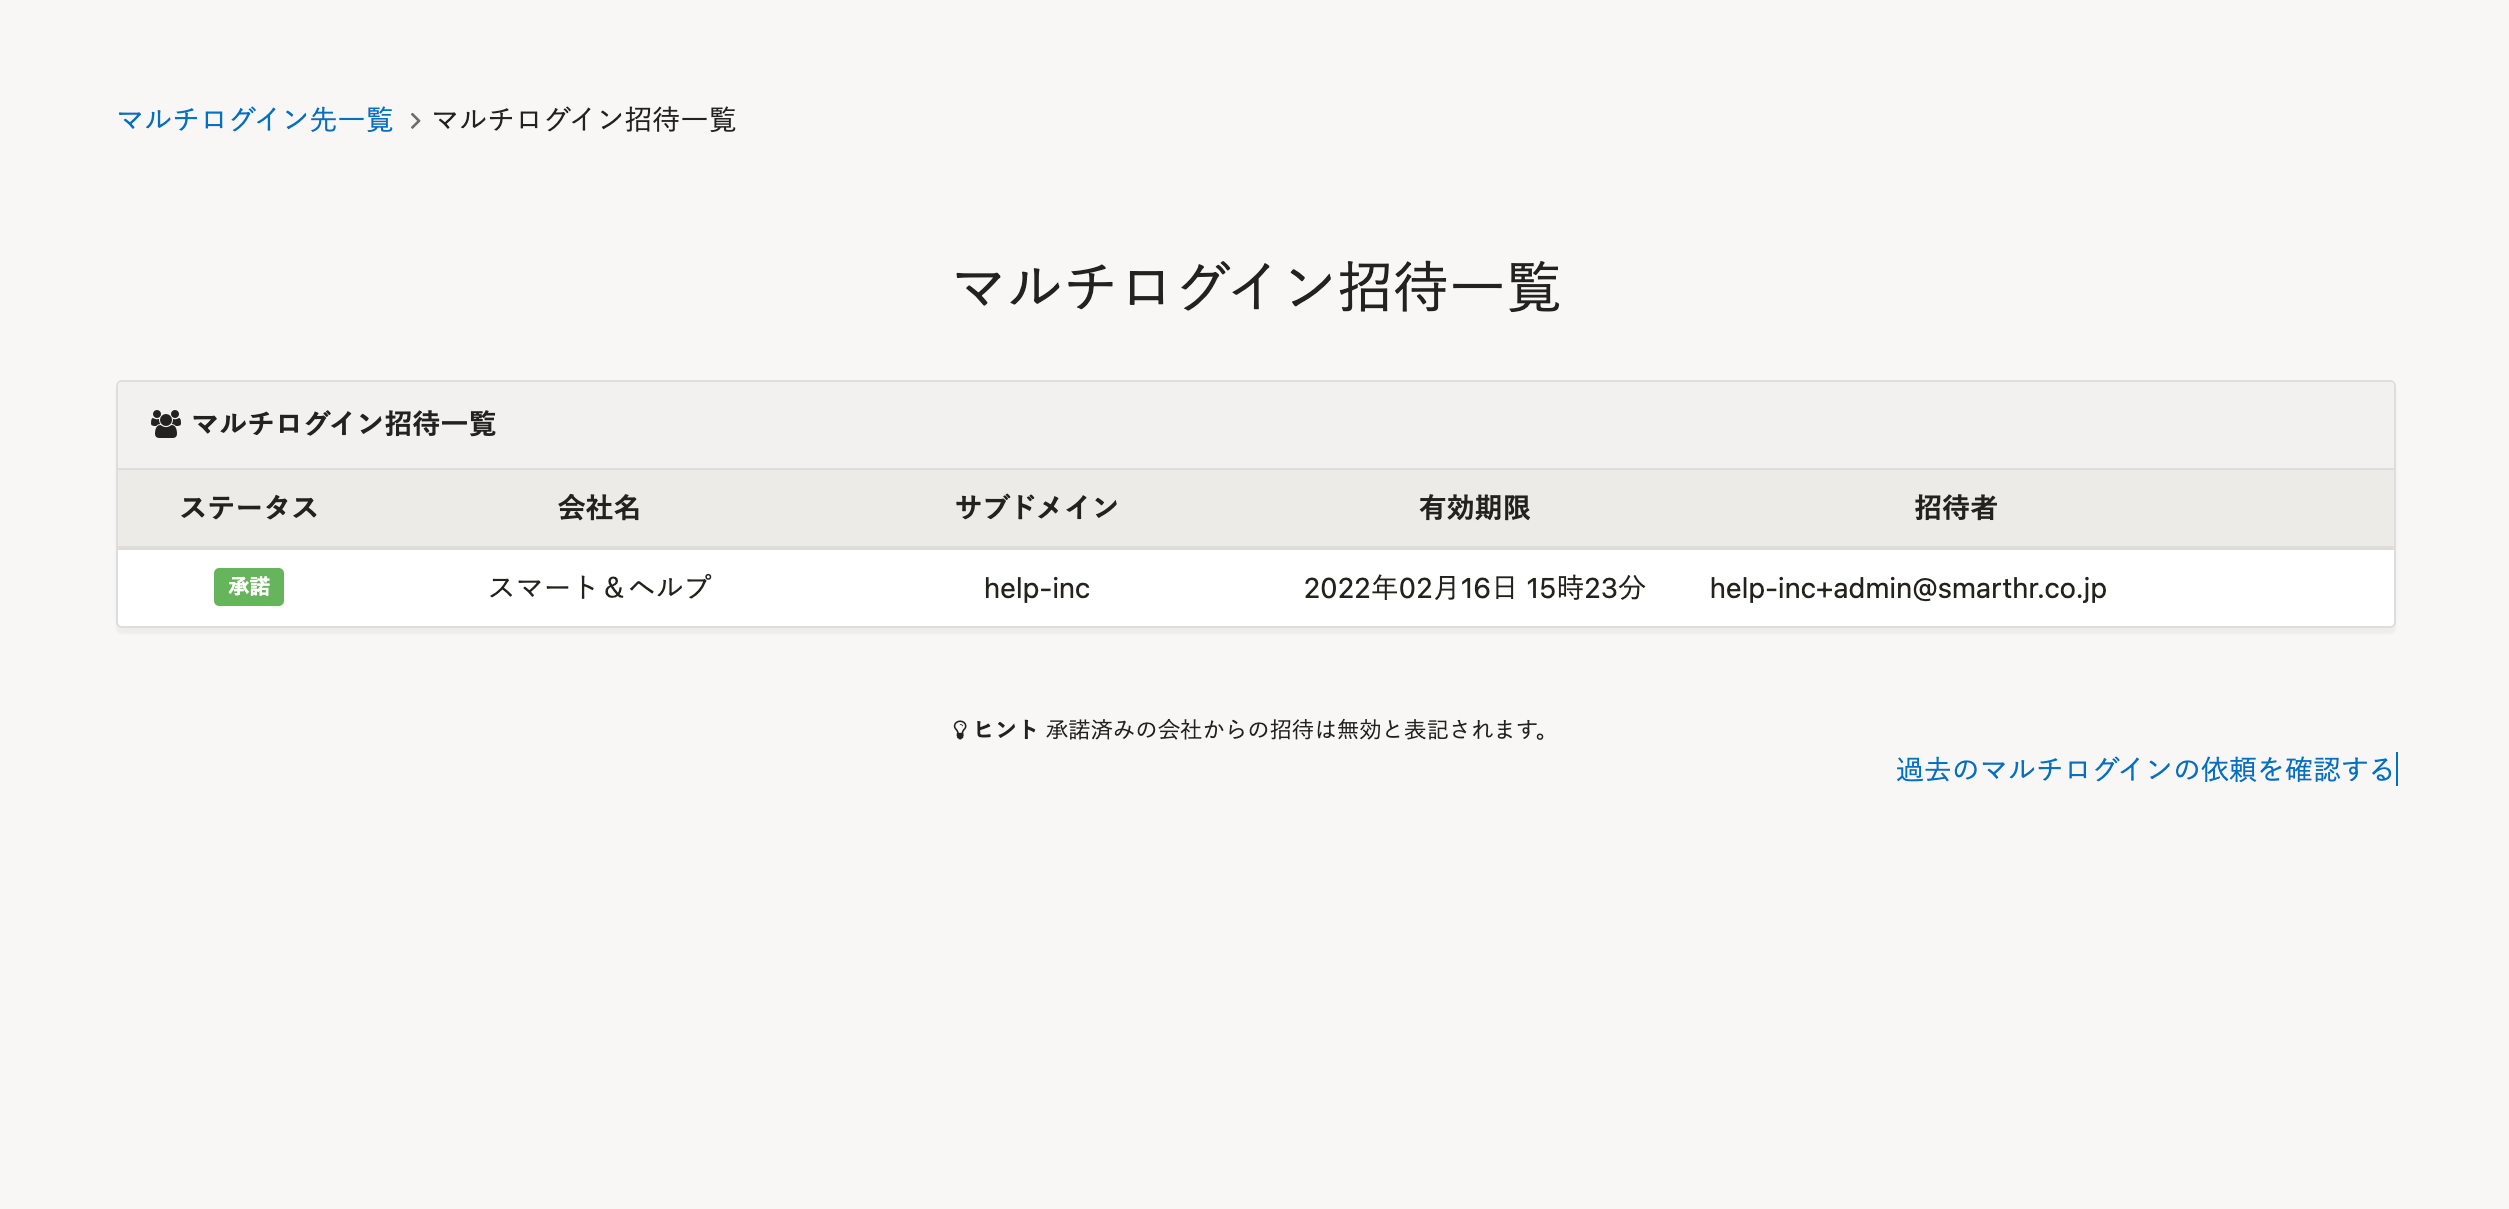 マルチログイン先一覧 > マルチログイン招待一覧
マルチログイン招待一覧
マルチログイン招待一覧
ステータス 会社名 サブドメイン 有効期限 招待者
承諾 スマート＆ヘルプ help-inc 2022年02月16日 15時23分 help-inc+admin@smarthr.co.jp
ヒント 承諾済みの会社からの招待は無効と表記されます。
過去のマルチログインの依頼を確認する